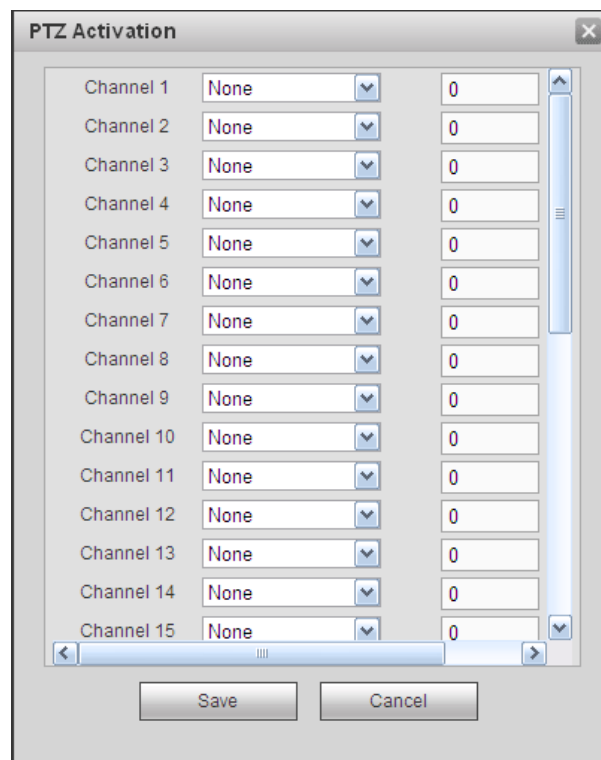 PTZ Activation
Channel 1 None 0
Channel 2 None 0
Channel 3 None 0
Channel 4 None 0
Channel 5 None 0
Channel 6 None 0
Channel 7 None 0
Channel 8 None 0
Channel 9 None 0
Channel 10 None 0
Channel 11 None 0
Channel 12 None 0
Channel 13 None 0
Channel 14 None 0
Channel 15 None 0
Save Cancel